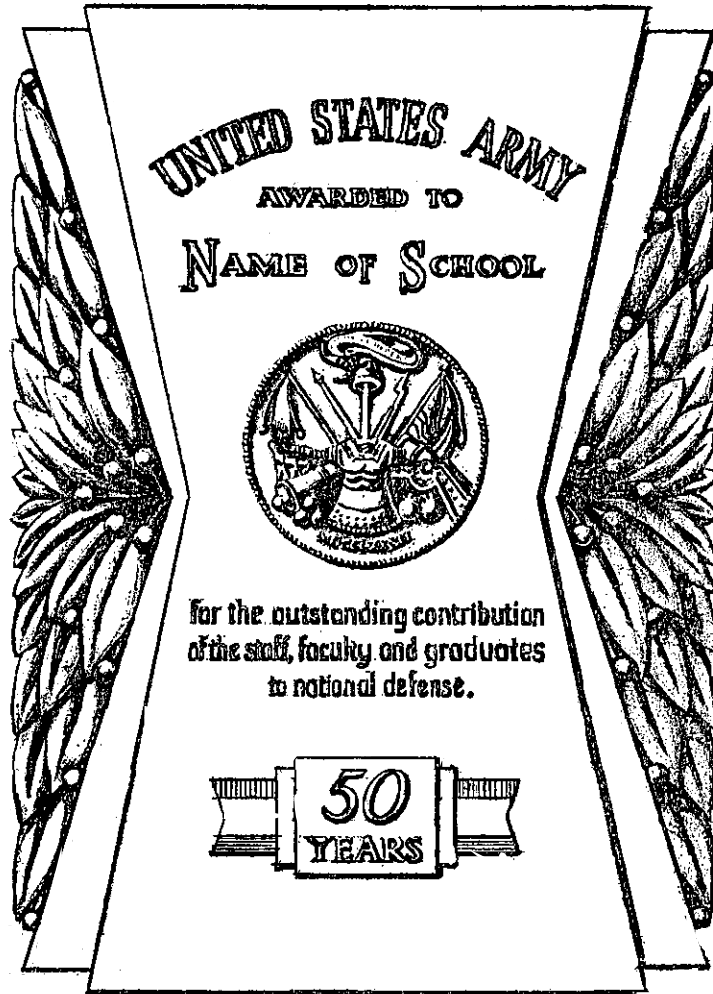 UNITED STATES ARMY
AWARDED TO
NAME OF SCHOOL
for the outstanding contribution
of the staff, faculty and graduates
to national defense.
50
YEARS